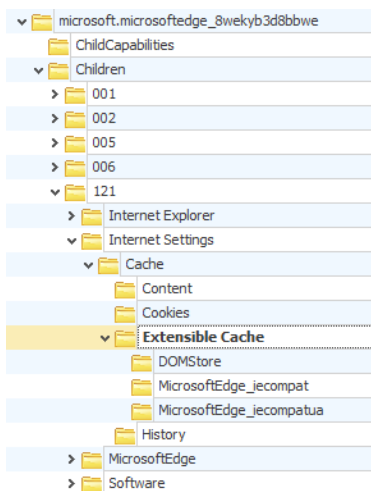 microsoft.microsoftedge_8wekyb3d8bbwe
ChildCapabilities
Children
001
002
005
006
121
Internet Explorer
Internet Settings
Cache
Content
Cookies
Extensible Cache
DOMStore
MicrosoftEdge_iecompat
MicrosoftEdge_iecompatua
History
MicrosoftEdge
Software